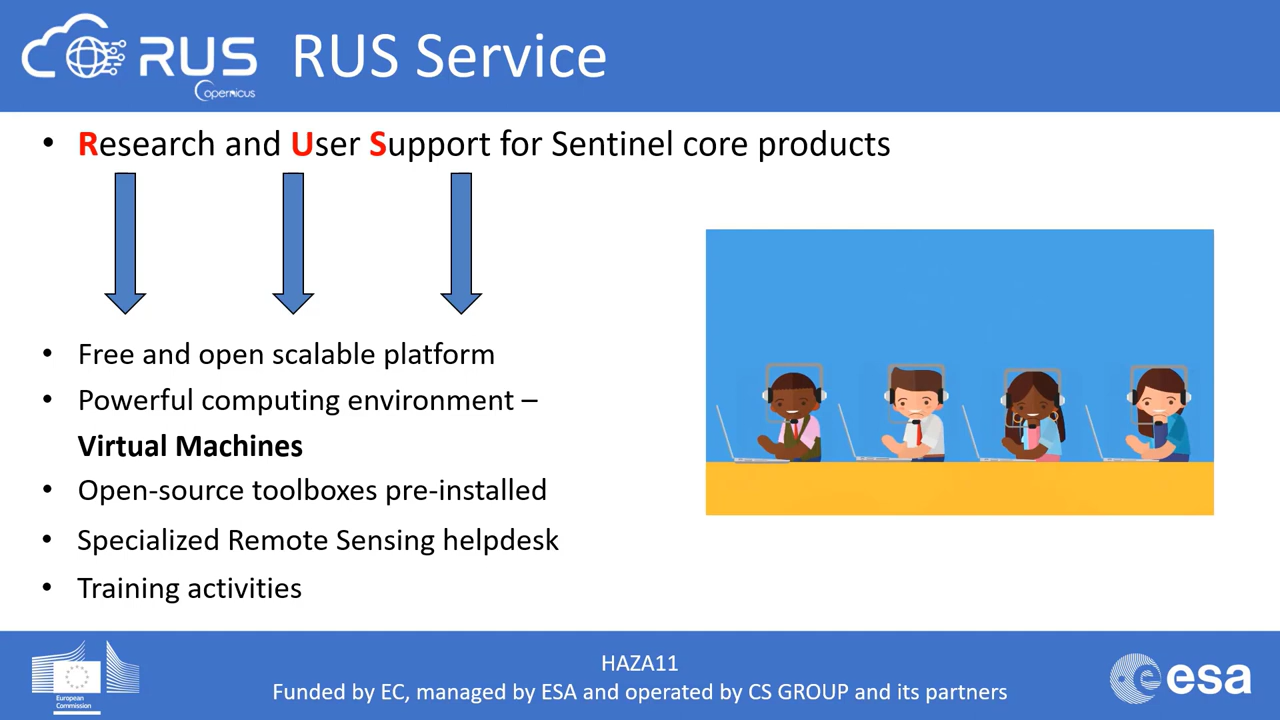 RUS
Copernicus
RUS Service
• Research and User Support for Sentinel core products
• Free and open scalable platform
• Powerful computing environment –
Virtual Machines
• Open-source toolboxes pre-installed
• Specialized Remote Sensing helpdesk
• Training activities
European
Commission
HAZA11
Funded by EC, managed by ESA and operated by CS GROUP and its partners
esa